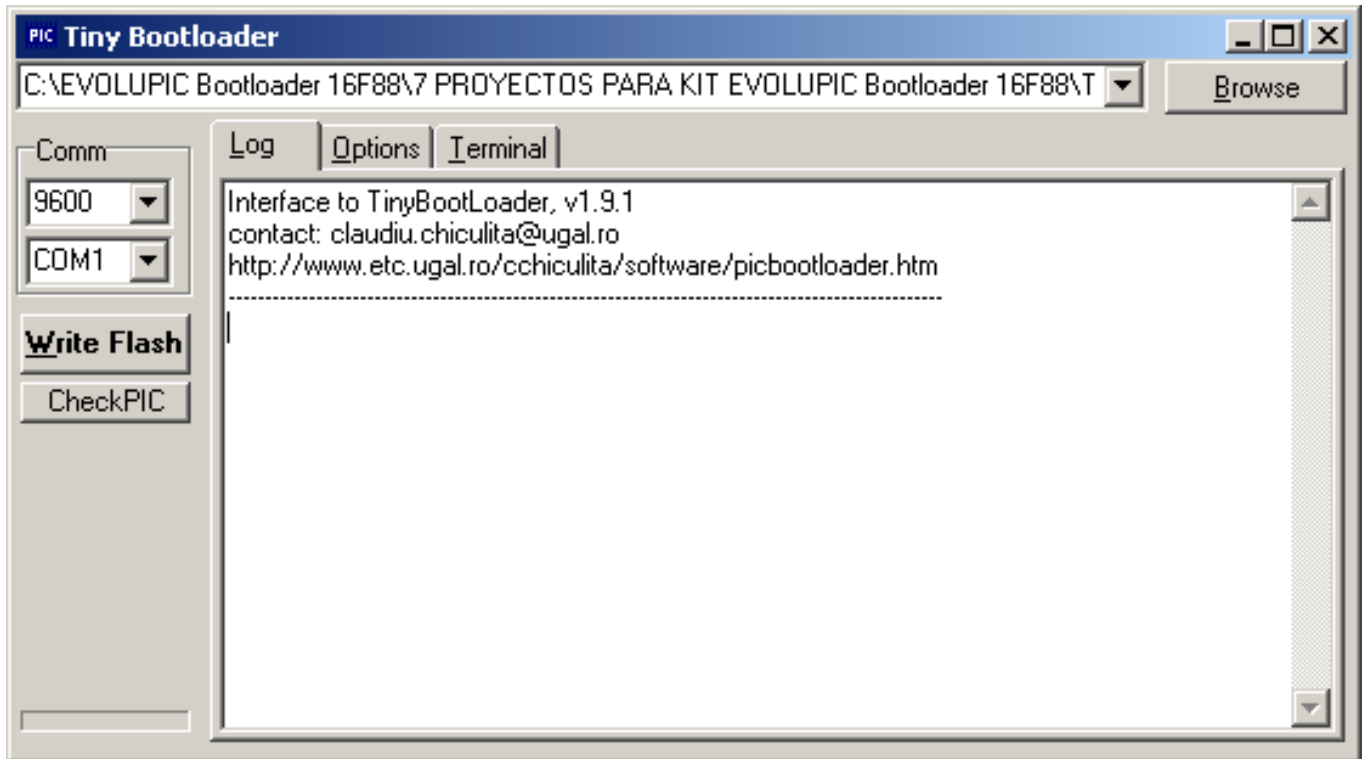 PIC Tiny Bootloader
C:\EVOLUPIC Bootloader 16F88\7 PROYECTOS PARA KIT EVOLUPIC Bootloader 16F88\T
Browse
Comm
9600
COM1
Write Flash
CheckPIC
Log Options Terminal
Interface to TinyBootLoader, v1.9.1
contact: claudiu.chiculita@ugal.ro
http://www.etc.ugal.ro/cchiculita/software/picbootloader.htm
-----------------------------------------------------------------------------------------------